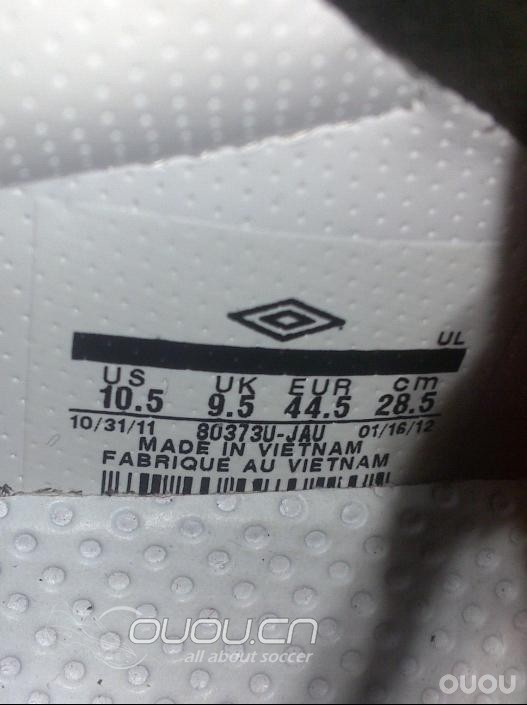 UL
US UK EUR cm
10.5 9.5 44.5 28.5
10/31/11 80373U-JAU 01/16/12
MADE IN VIETNAM
FABRIQUE AU VIETNAM
OUOU.CN
all about soccer
OUOU